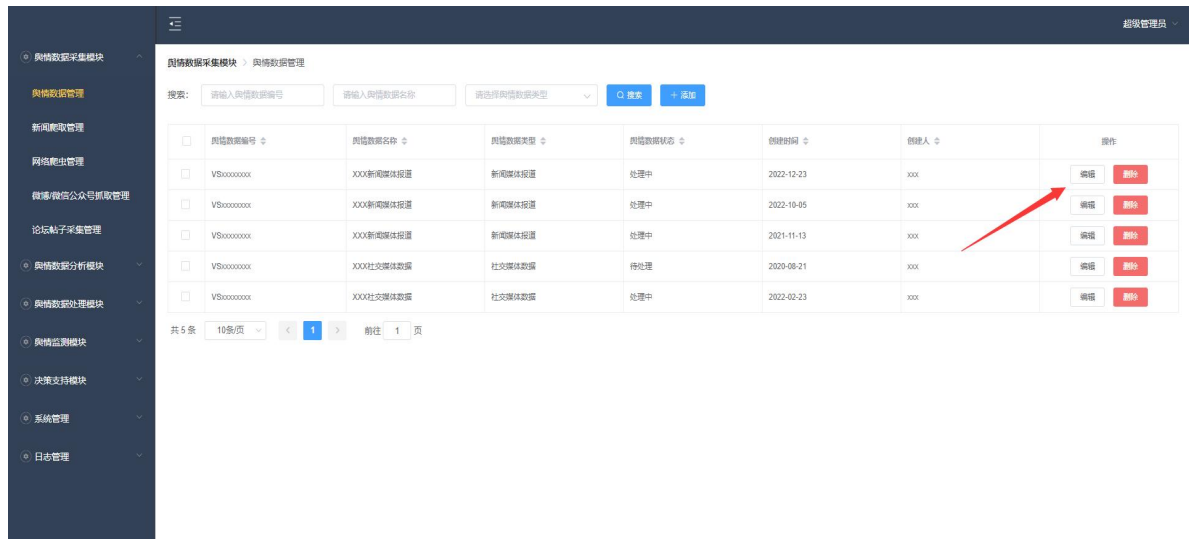 超级管理员
舆情数据采集模块
舆情数据管理
新闻爬取管理
网络爬虫管理
微博/微信公众号抓取管理
论坛帖子采集管理
舆情数据分析模块
舆情数据处理模块
舆情监测模块
决策支持模块
系统管理
日志管理
舆情数据采集模块 > 舆情数据管理
搜索: 请输入舆情数据编号 请输入舆情数据名称 请选择舆情数据类型 搜索 + 添加
舆情数据编号 舆情数据名称 舆情数据类型 舆情数据状态 创建时间 创建人 操作
VSxxxxxxxx XXX新闻媒体报道 新闻媒体报道 处理中 2022-12-23 xxx 编辑 删除
VSxxxxxxxx XXX新闻媒体报道 新闻媒体报道 处理中 2022-10-05 xxx 编辑 删除
VSxxxxxxxx XXX新闻媒体报道 新闻媒体报道 处理中 2021-11-13 xxx 编辑 删除
VSxxxxxxxx XXX社交媒体数据 社交媒体数据 待处理 2020-08-21 xxx 编辑 删除
VSxxxxxxxx XXX社交媒体数据 社交媒体数据 处理中 2022-02-23 xxx 编辑 删除
共 5 条 10条/页 < 1 > 前往 1 页